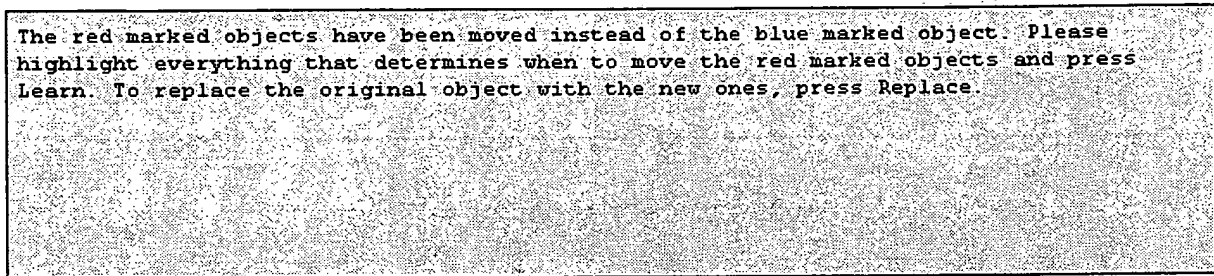 The red marked objects have been moved instead of the blue marked object. Please
highlight everything that determines when to move the red marked objects and press
Learn. To replace the original object with the new ones, press Replace.